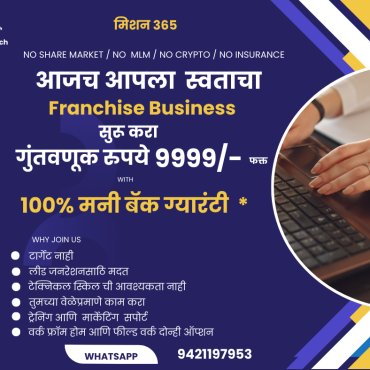 मिशन 365
ch
NO SHARE MARKET / NO MLM / NO CRYPTO / NO INSURANCE
आजच आपला स्वताचा
Franchise Business
सुरू करा
गुंतवणूक रुपये 9999/- फक्त
WITH
100% मनी बॅक ग्यारंटी *
WHY JOIN US
टार्गेट नाही
लीड जनरेशनसाठि मदत
टेक्निकल स्किल ची आवश्यकता नाही
तुमच्या वेळेप्रमाणे काम करा
ट्रेनिंग आणि मार्केटिंग सपोर्ट
वर्क फ्रॉम होम आणि फील्ड वर्क दोन्ही ऑप्शन
WHATSAPP 9421197953